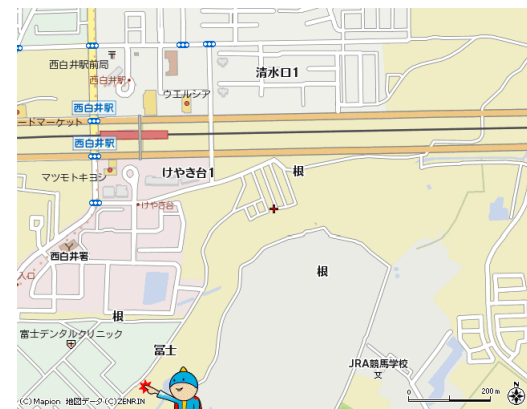 西白井駅前局
西白井駅
清水口1
ウエルシア
西白井駅
ートマーケット
西白井駅
マツモトキヨシ
けやき台1
根
けやき台
西白井署
入口
根
根
富士デンタルクリニック
冨士
JRA競馬学校
文
(C)Mapion 地図データ(C)ZENRIN
0
200 m